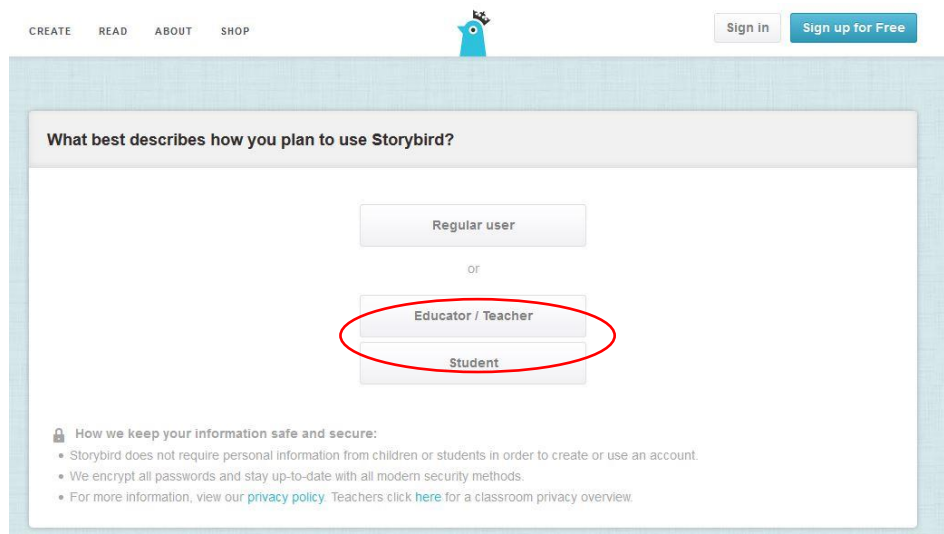 CREATE READ ABOUT SHOP Sign in Sign up for Free
What best describes how you plan to use Storybird?
Regular user
or
Educator / Teacher
Student
How we keep your information safe and secure:
• Storybird does not require personal information from children or students in order to create or use an account.
• We encrypt all passwords and stay up-to-date with all modern security methods.
• For more information, view our privacy policy. Teachers click here for a classroom privacy overview.